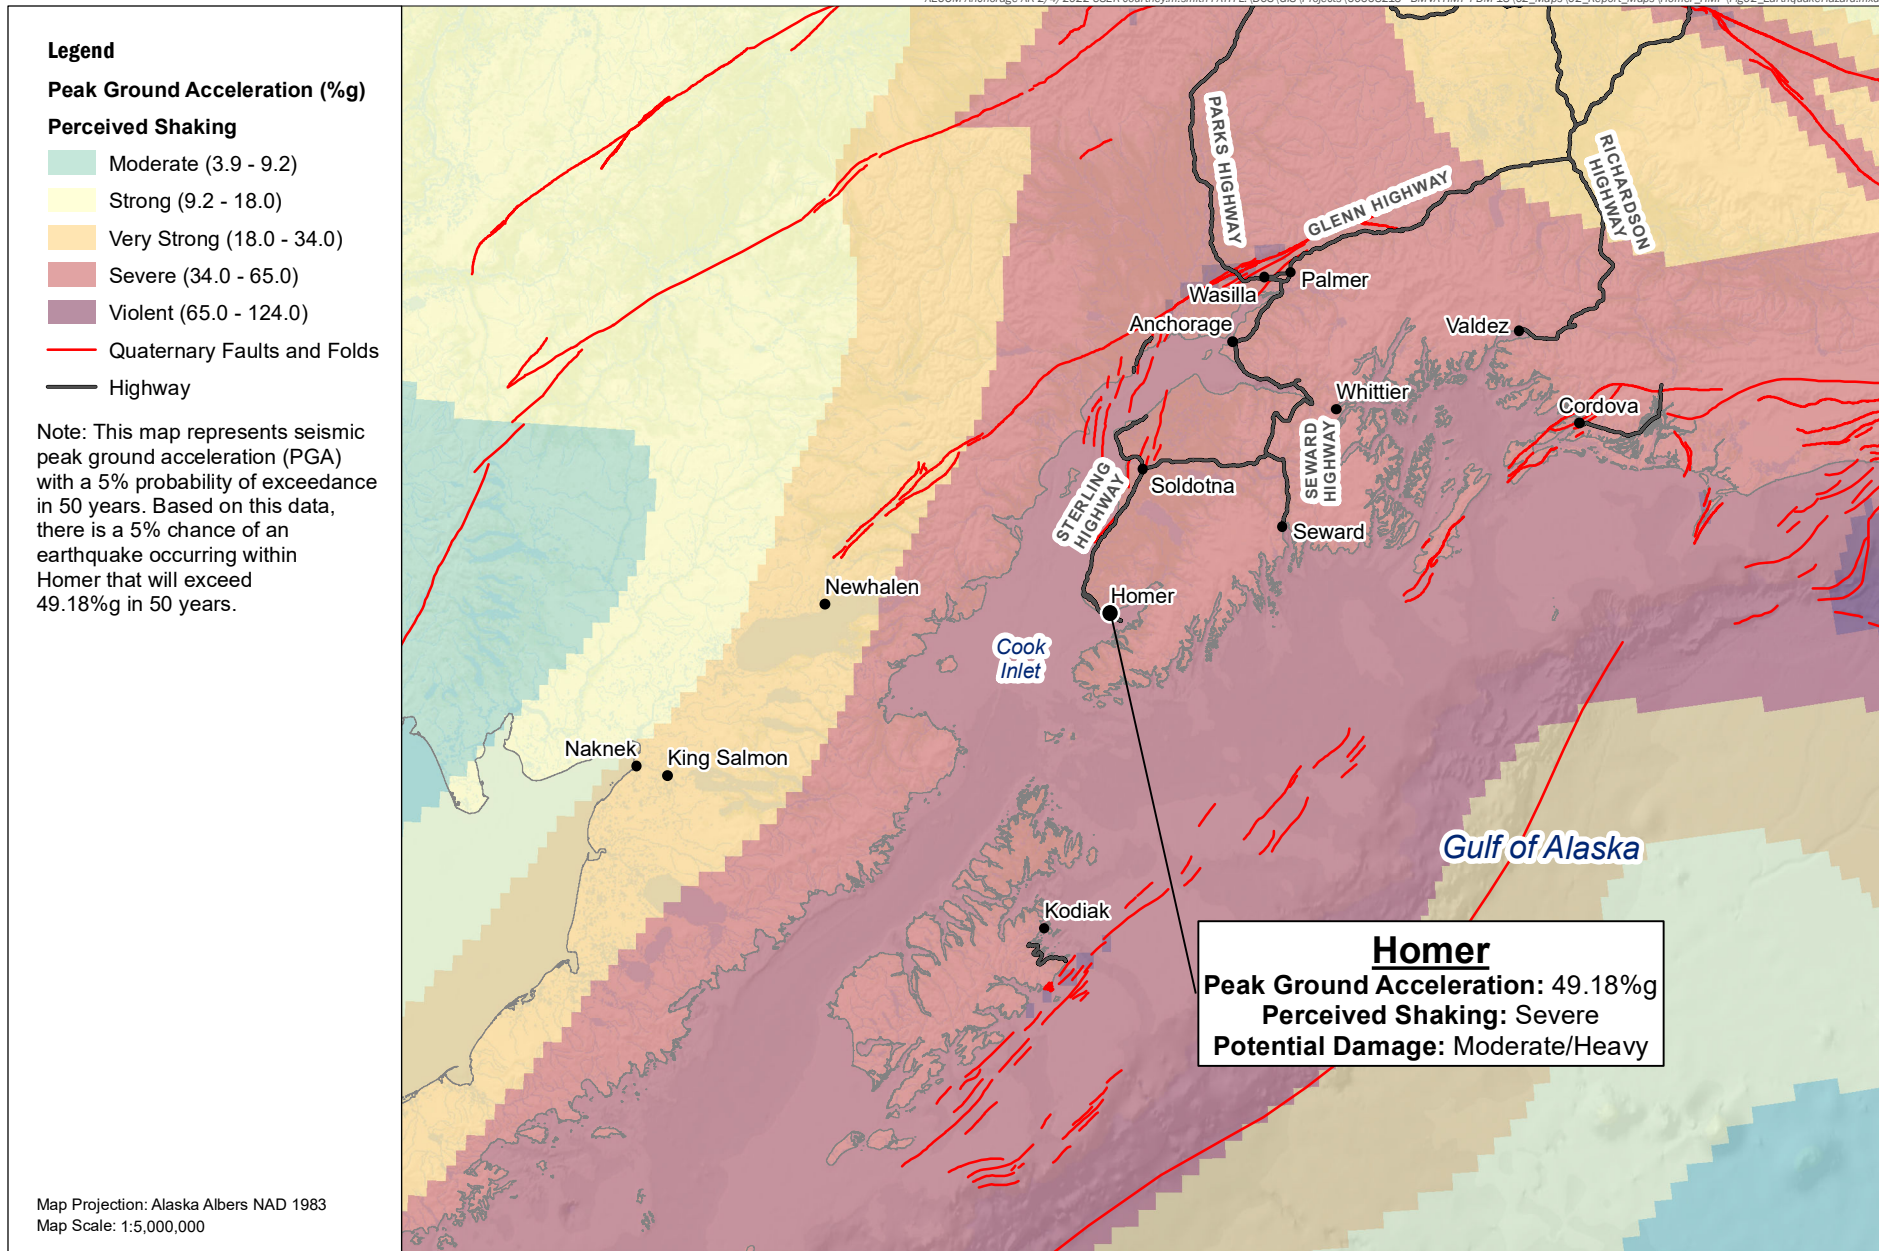 Legend
Peak Ground Acceleration (%g)
Perceived Shaking
Moderate (3.9 - 9.2)
Strong (9.2 - 18.0)
Very Strong (18.0 - 34.0)
Severe (34.0 - 65.0)
Violent (65.0 - 124.0)
Quaternary Faults and Folds
Highway
Note: This map represents seismic
peak ground acceleration (PGA)
with a 5% probability of exceedance
in 50 years. Based on this data,
there is a 5% chance of an
earthquake occurring within
Homer that will exceed
49.18%g in 50 years.
Map Projection: Alaska Albers NAD 1983
Map Scale: 1:5,000,000
PARKS HIGHWAY
GLENN HIGHWAY
RICHARDSON
HIGHWAY
Wasilla
Palmer
Anchorage
Valdez
Whittier
Cordova
STERLING
HIGHWAY
SEWARD
HIGHWAY
Soldotna
Seward
Newhalen
Homer
Cook
Inlet
Naknek
King Salmon
Gulf of Alaska
Kodiak
Homer
Peak Ground Acceleration: 49.18%g
Perceived Shaking: Severe
Potential Damage: Moderate/Heavy